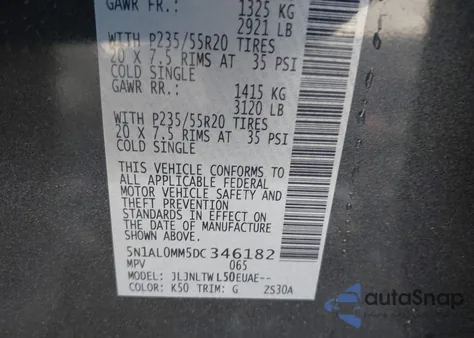 GAWR FR.: 1325 KG
2921 LB
WITH P235/55R20 TIRES
20 X 7.5 RIMS AT 35 PSI
COLD SINGLE
GAWR RR.: 1415 KG
3120 LB
WITH P235/55R20 TIRES
20 X 7.5 RIMS AT 35 PSI
COLD SINGLE
THIS VEHICLE CONFORMS TO
ALL APPLICABLE FEDERAL
MOTOR VEHICLE SAFETY AND
THEFT PREVENTION
STANDARDS IN EFFECT ON
THE DATE OF MANUFACTURE
5N1AL0MM5DC346182
MPV 065
MODEL: JLJNLTWL50EUAE--
COLOR: K50 TRIM: G ZS30A
autoSnap